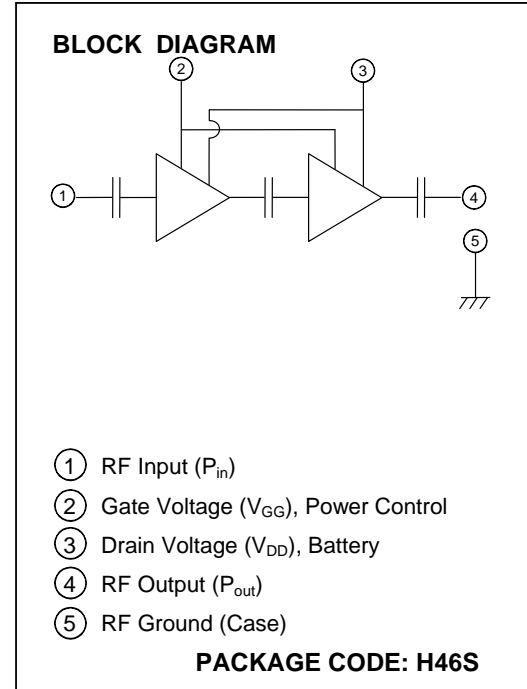 BLOCK DIAGRAM
2
3
1
4
5
1 RF Input (Pin)
2 Gate Voltage (VGG), Power Control
3 Drain Voltage (VDD), Battery
4 RF Output (Pout)
5 RF Ground (Case)
PACKAGE CODE: H46S